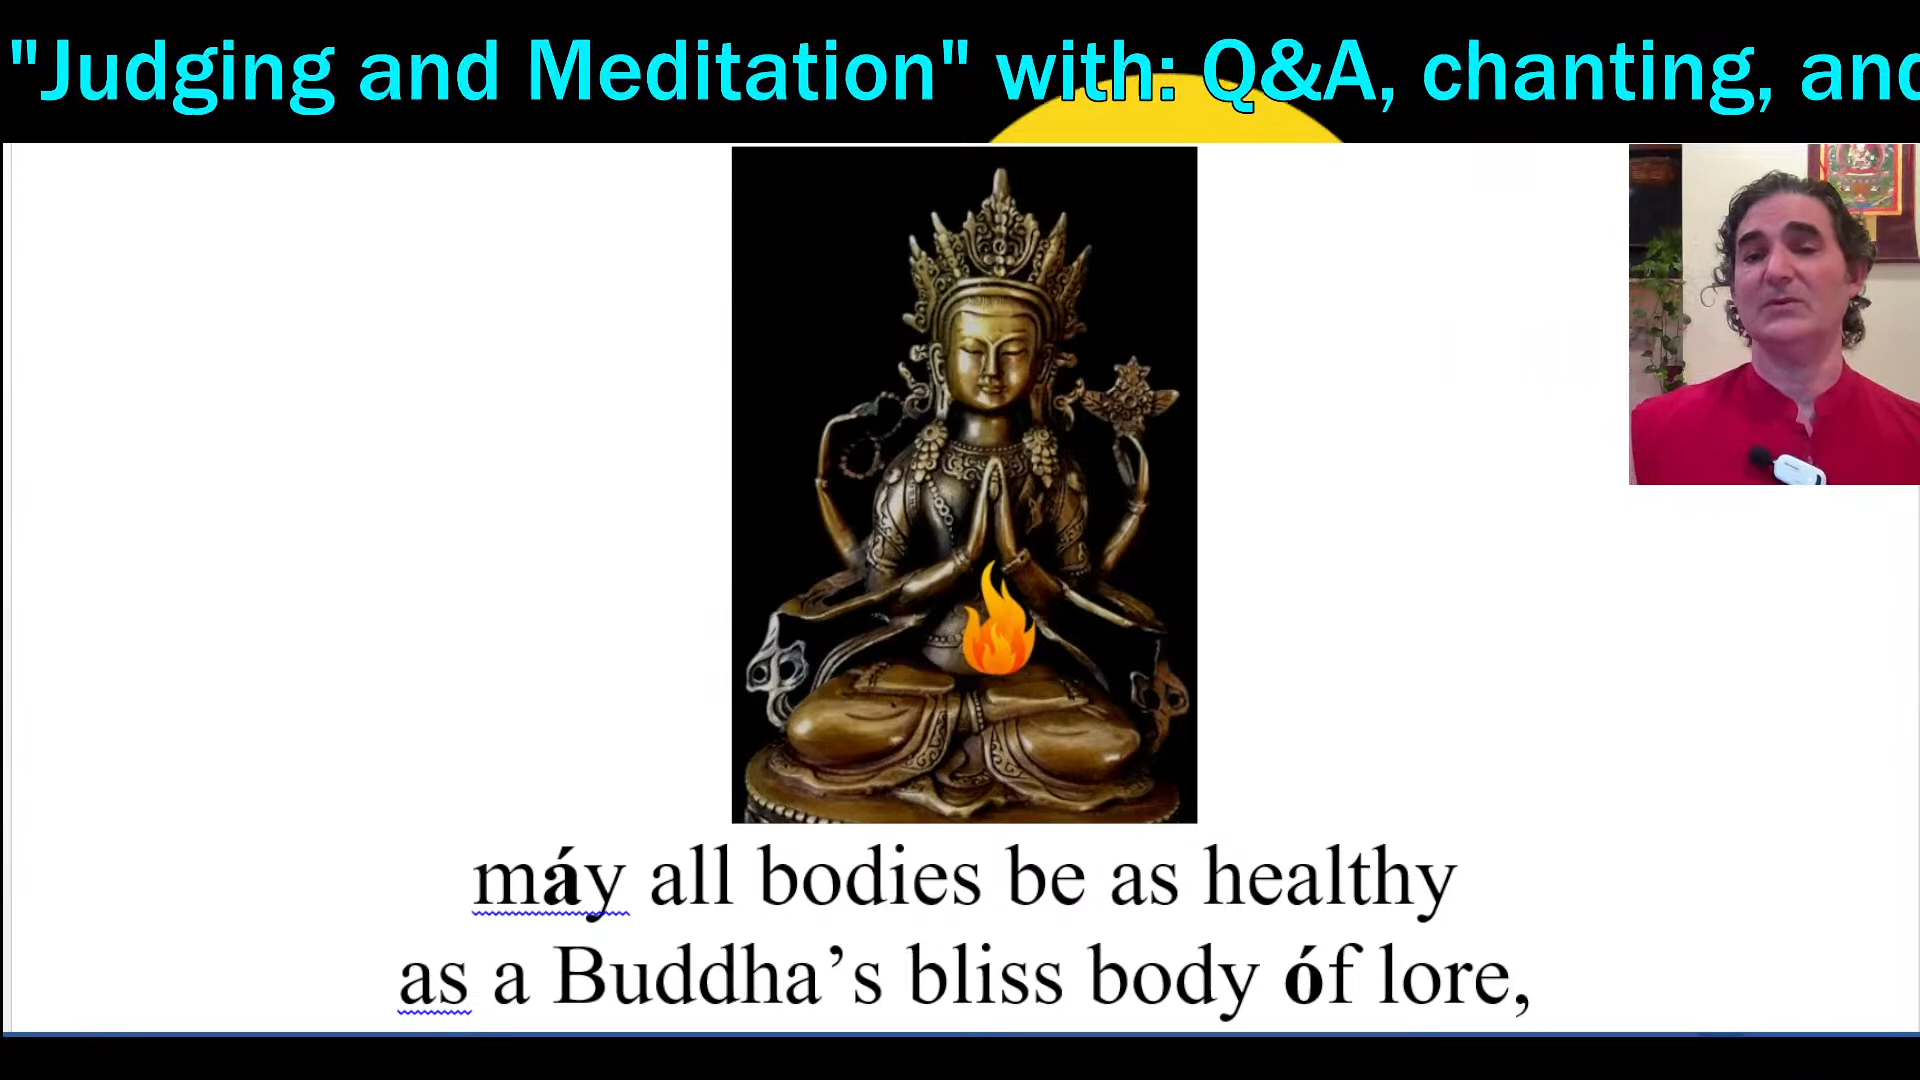 "Judging and Meditation" with: Q&A, chanting, and
máy all bodies be as healthy
as a Buddha’s bliss body óf lore,